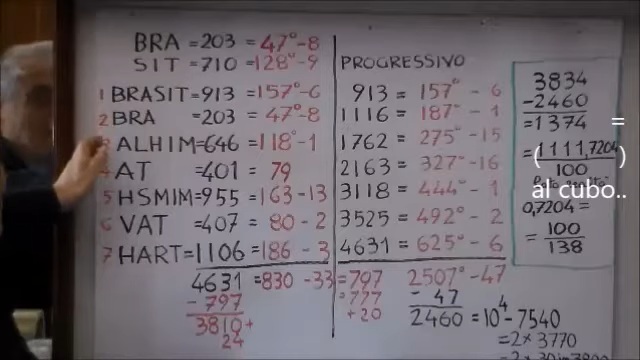 BRA = 203 = 47° - 8
SIT = 710 = 128° - 9
1 BRASIT = 913 = 157° - 6
2 BRA = 203 = 47° - 8
3 ALHIM = 646 = 118° - 1
4 AT = 401 = 79
5 HSMIM = 955 = 163 - 13
6 VAT = 407 = 80 - 2
7 HART = 1106 = 186 - 3
4631 = 830 - 33 = 797
- 797 = 777
3810 + +20
24
PROGRESSIVO
913 = 157° - 6
1116 = 187° - 1
1762 = 275° - 15
2163 = 327° - 16
3118 = 444° - 1
3525 = 492° - 2
4631 = 625° - 6
2507° - 47
- 47
2460 = 10⁴ - 7540
= 2 × 3770
3834
- 2460
= 1374 =
= ( 1111,7204 )
100
al cubo..
0,7204 =
= 100
138